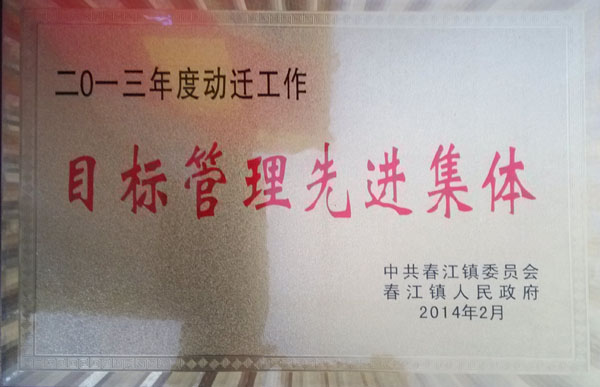 二0一三年度动迁工作
目标管理先进集体
中共春江镇委员会
春江镇人民政府
2014年2月